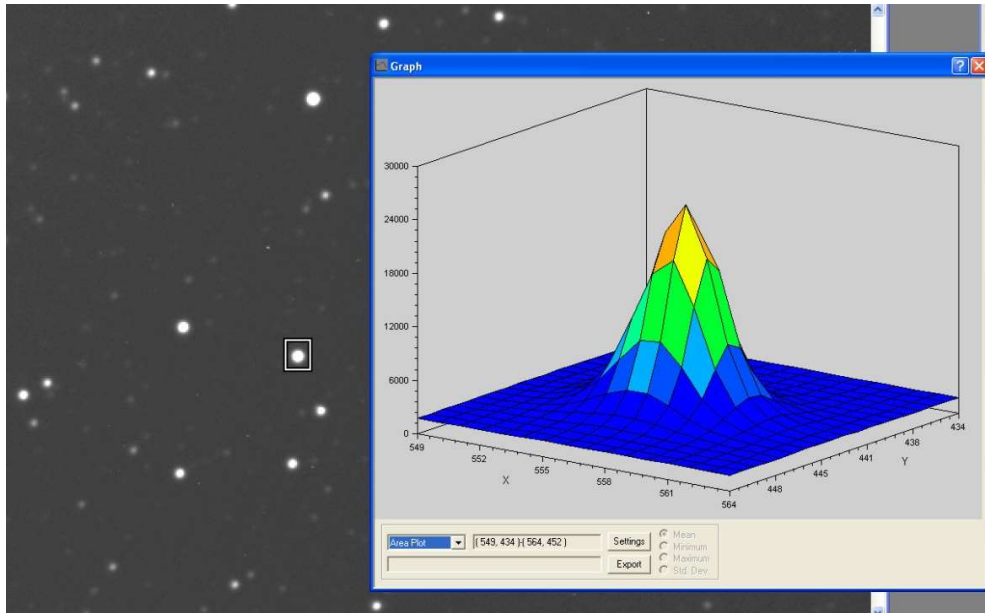 Graph
30000
24000
18000
12000
6000
0
549
552
555
558
561
564
X
448
445
441
438
434
Y
Area Plot
( 549, 434 )-( 564, 452 )
Settings
Export
Mean
Minimum
Maximum
Std. Dev.